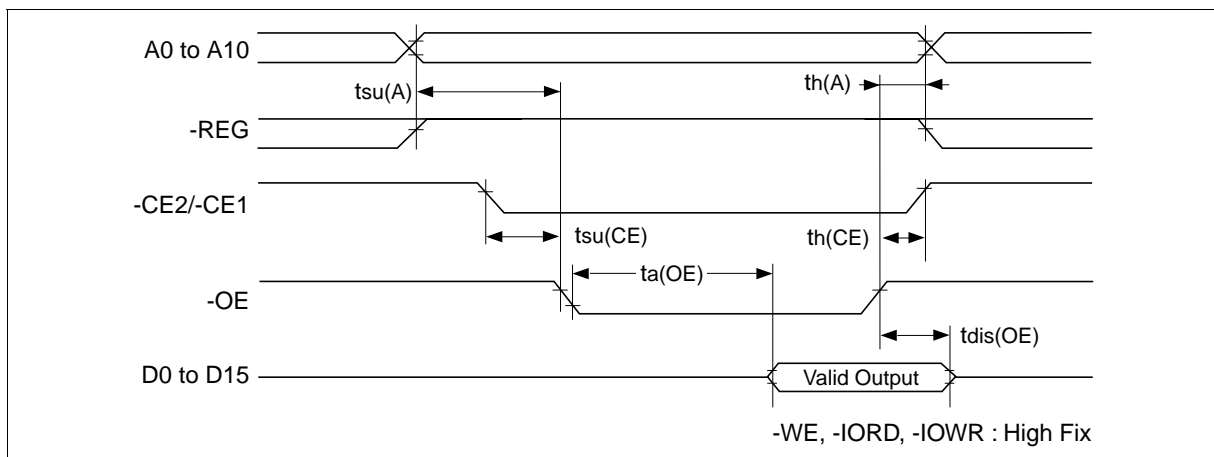 A0 to A10
tsu(A)
th(A)
-REG
-CE2/-CE1
tsu(CE)
th(CE)
ta(OE)
-OE
tdis(OE)
D0 to D15
Valid Output
-WE, -IORD, -IOWR : High Fix